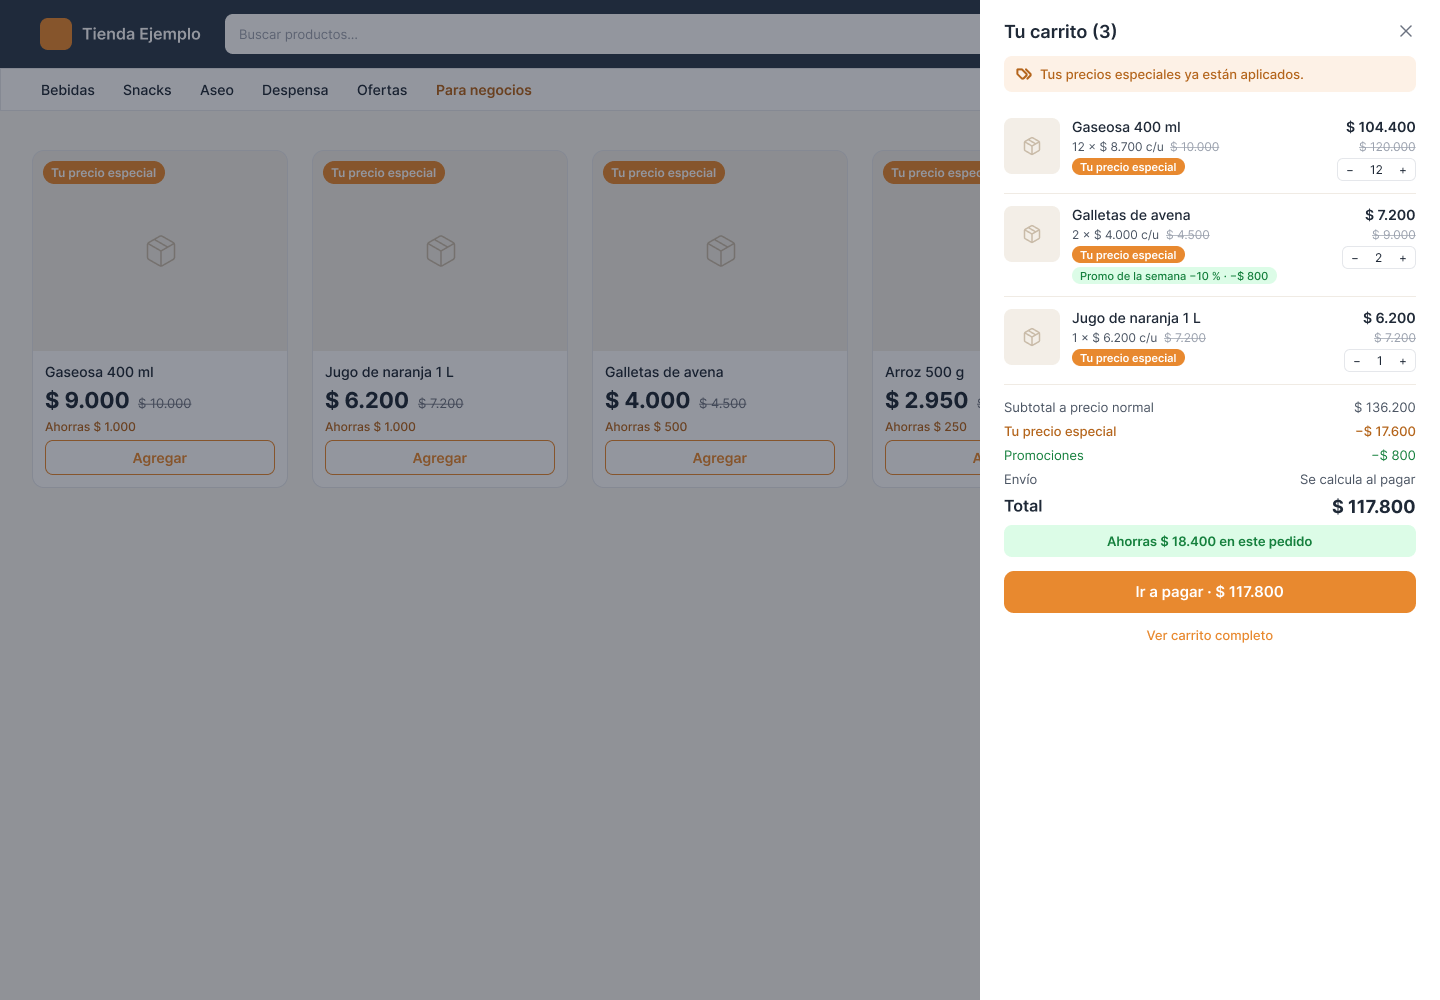 Tienda Ejemplo
Buscar productos...
Bebidas Snacks Aseo Despensa Ofertas Para negocios
Tu precio especial
Gaseosa 400 ml
$ 9.000 $ 10.000
Ahorras $ 1.000
Agregar
Tu precio especial
Jugo de naranja 1 L
$ 6.200 $ 7.200
Ahorras $ 1.000
Agregar
Tu precio especial
Galletas de avena
$ 4.000 $ 4.500
Ahorras $ 500
Agregar
Tu precio espec
Arroz 500 g
$ 2.950
Ahorras $ 250
Tu carrito (3)
Tus precios especiales ya están aplicados.
Gaseosa 400 ml $ 104.400
12 × $ 8.700 c/u $ 10.000 $ 120.000
Tu precio especial − 12 +
Galletas de avena $ 7.200
2 × $ 4.000 c/u $ 4.500 $ 9.000
Tu precio especial − 2 +
Promo de la semana −10 % · −$ 800
Jugo de naranja 1 L $ 6.200
1 × $ 6.200 c/u $ 7.200 $ 7.200
Tu precio especial − 1 +
Subtotal a precio normal $ 136.200
Tu precio especial −$ 17.600
Promociones −$ 800
Envío Se calcula al pagar
Total $ 117.800
Ahorras $ 18.400 en este pedido
Ir a pagar · $ 117.800
Ver carrito completo